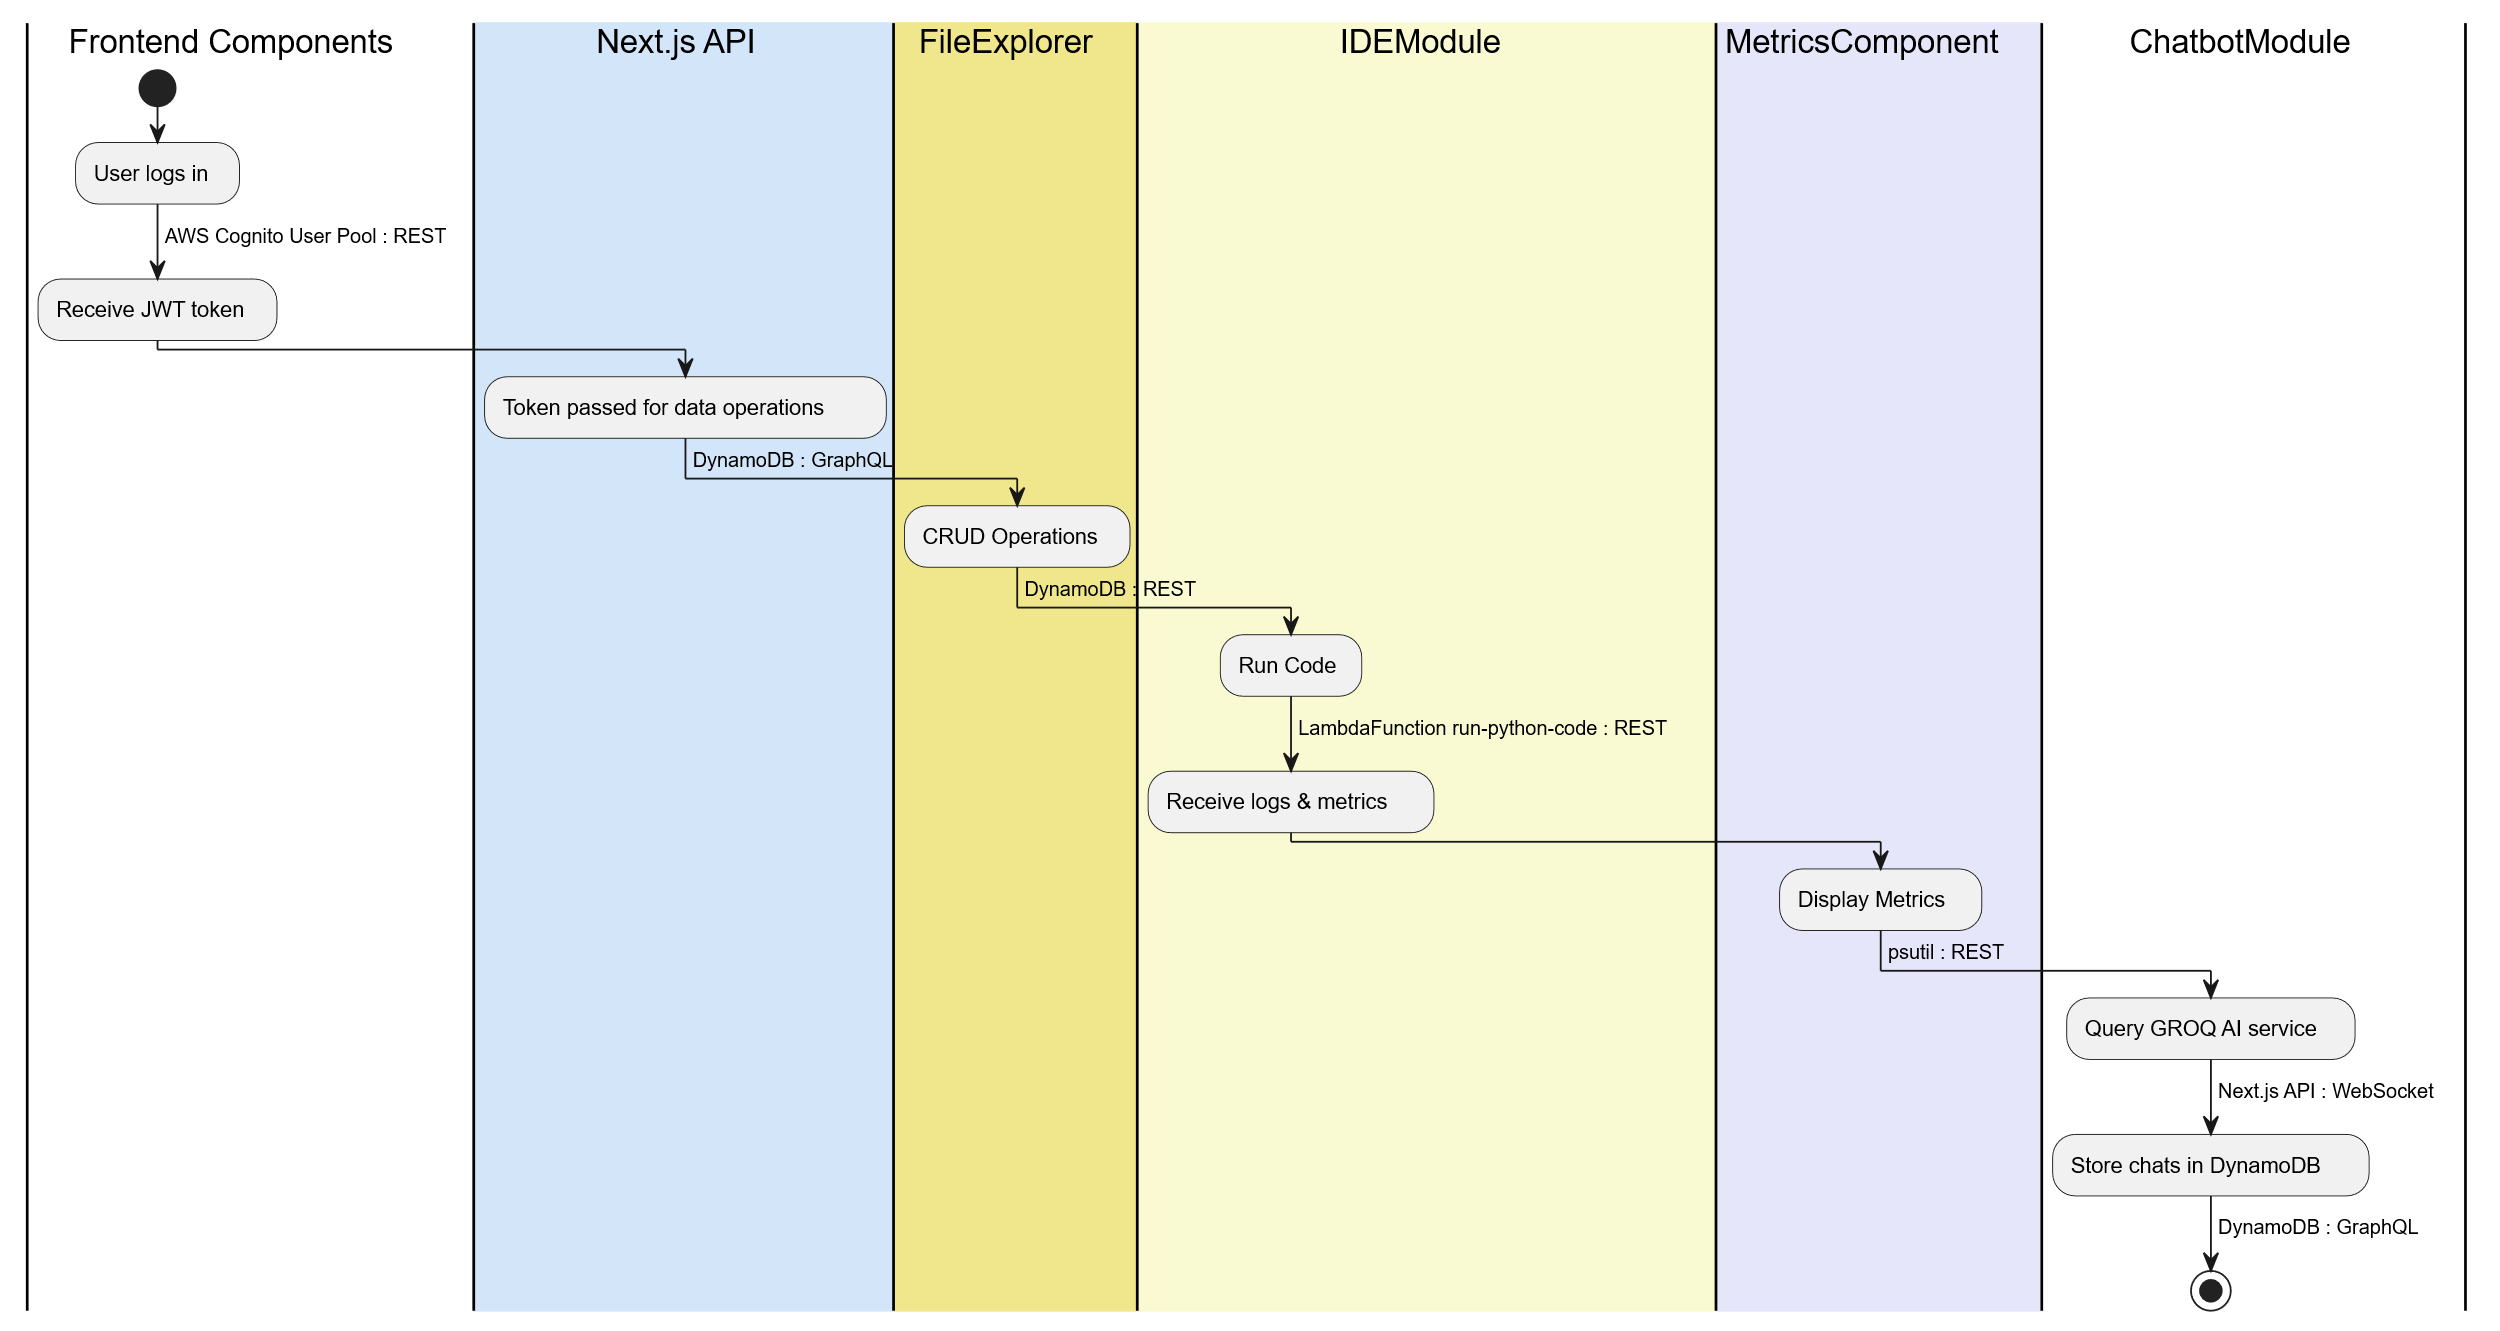 Frontend Components
Next.js API
FileExplorer
IDEModule
MetricsComponent
ChatbotModule
User logs in
AWS Cognito User Pool : REST
Receive JWT token
Token passed for data operations
DynamoDB : GraphQL
CRUD Operations
DynamoDB : REST
Run Code
LambdaFunction run-python-code : REST
Receive logs & metrics
Display Metrics
psutil : REST
Query GROQ AI service
Next.js API : WebSocket
Store chats in DynamoDB
DynamoDB : GraphQL